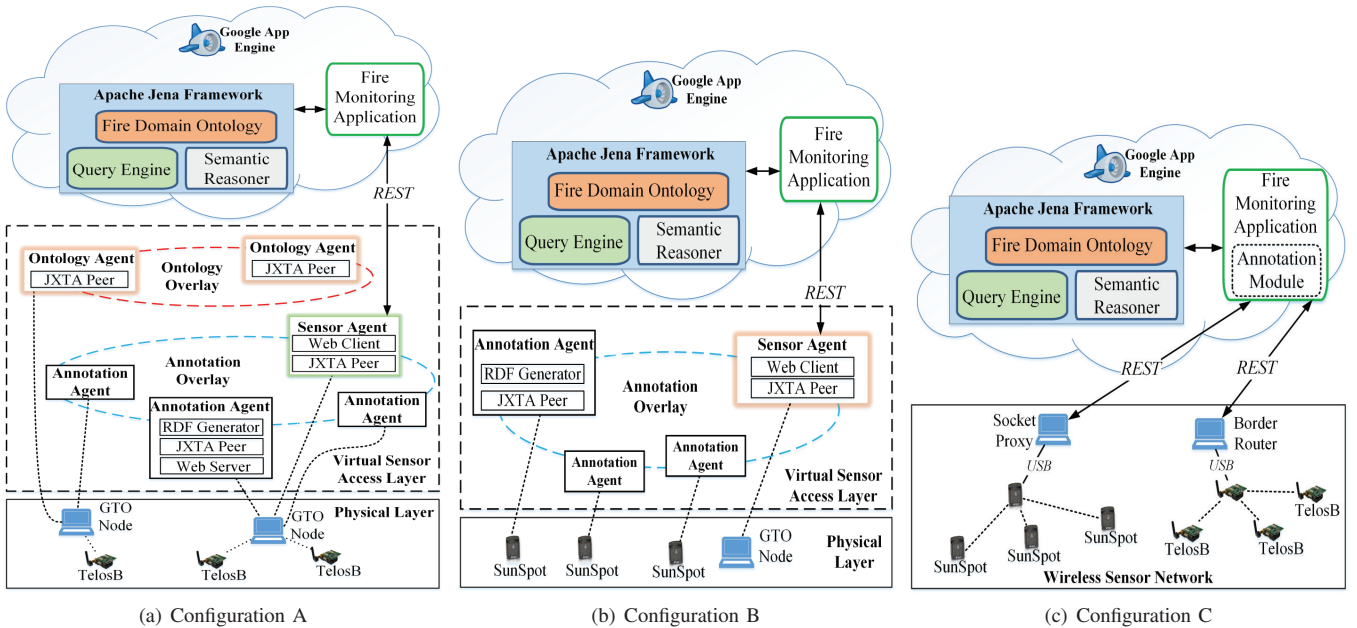 Google App
Engine
Apache Jena Framework
Fire Domain Ontology
Query Engine
Semantic
Reasoner
Fire
Monitoring
Application
REST
Ontology Agent
JXTA Peer
Ontology Agent
JXTA Peer
Ontology
Overlay
Sensor Agent
Web Client
JXTA Peer
Annotation
Overlay
Annotation
Agent
Annotation Agent
RDF Generator
JXTA Peer
Web Server
Annotation
Agent
Virtual Sensor
Access Layer
Physical Layer
GTO
Node
GTO
Node
TelosB
TelosB
TelosB
(a) Configuration A
Google App
Engine
Apache Jena Framework
Fire Domain Ontology
Query Engine
Semantic
Reasoner
Fire
Monitoring
Application
REST
Annotation Agent
RDF Generator
JXTA Peer
Annotation
Overlay
Sensor Agent
Web Client
JXTA Peer
Annotation
Agent
Annotation
Agent
Virtual Sensor
Access Layer
SunSpot
SunSpot
SunSpot
GTO
Node
Physical
Layer
(b) Configuration B
Google App
Engine
Apache Jena Framework
Fire Domain Ontology
Query Engine
Semantic
Reasoner
Fire
Monitoring
Application
Annotation
Module
REST
REST
Socket
Proxy
USB
Border
Router
USB
SunSpot
SunSpot
SunSpot
TelosB
TelosB
TelosB
Wireless Sensor Network
(c) Configuration C